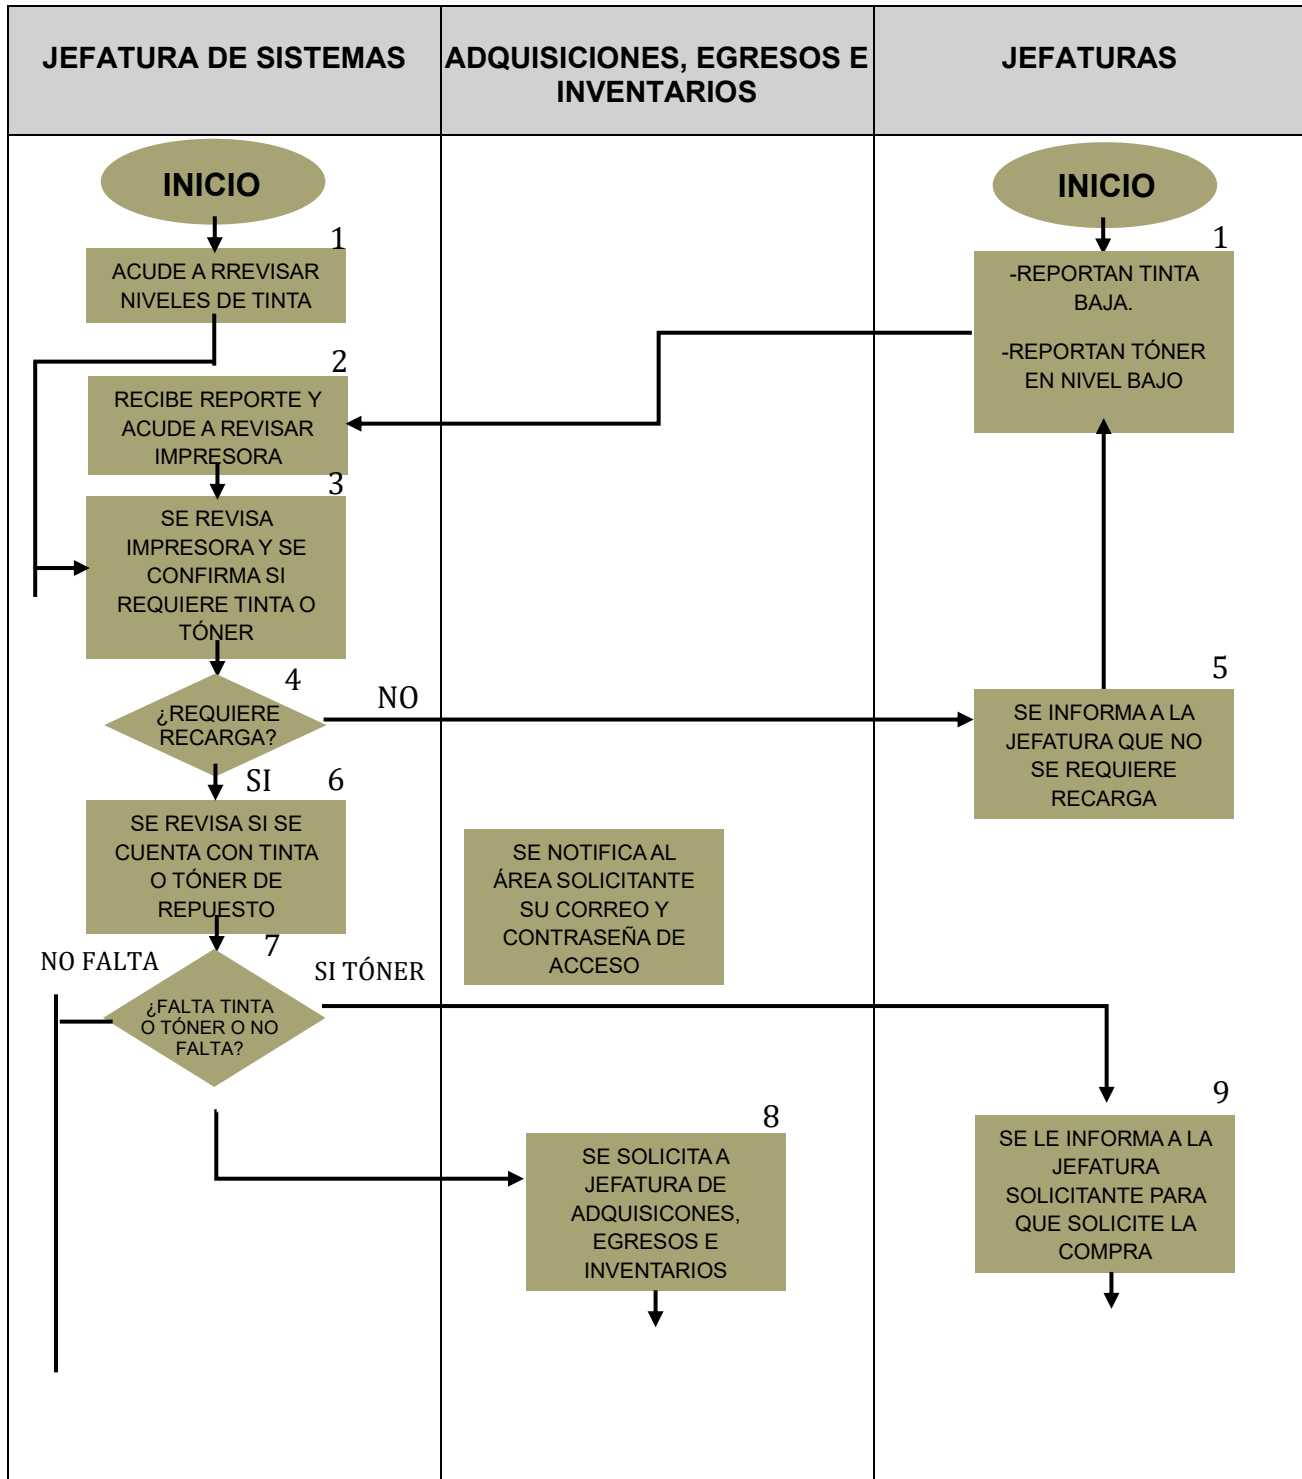 JEFATURA DE SISTEMAS
ADQUISICIONES, EGRESOS E
INVENTARIOS
JEFATURAS
INICIO
INICIO
1
ACUDE A RREVISAR
NIVELES DE TINTA
1
-REPORTAN TINTA
BAJA.
-REPORTAN TÓNER
EN NIVEL BAJO
2
RECIBE REPORTE Y
ACUDE A REVISAR
IMPRESORA
3
SE REVISA
IMPRESORA Y SE
CONFIRMA SI
REQUIERE TINTA O
TÓNER
4
¿REQUIERE
RECARGA?
NO
5
SE INFORMA A LA
JEFATURA QUE NO
SE REQUIERE
RECARGA
SI
6
SE REVISA SI SE
CUENTA CON TINTA
O TÓNER DE
REPUESTO
SE NOTIFICA AL
ÁREA SOLICITANTE
SU CORREO Y
CONTRASEÑA DE
ACCESO
7
NO FALTA
SI TÓNER
¿FALTA TINTA
O TÓNER O NO
FALTA?
8
SE SOLICITA A
JEFATURA DE
ADQUISICONES,
EGRESOS E
INVENTARIOS
9
SE LE INFORMA A LA
JEFATURA
SOLICITANTE PARA
QUE SOLICITE LA
COMPRA